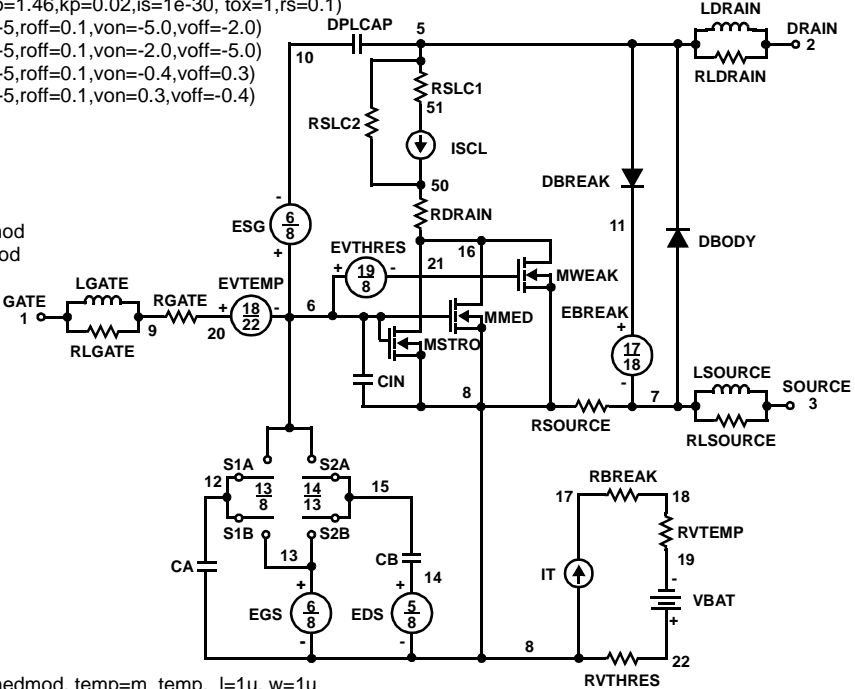 o=1.46,kp=0.02,is=1e-30, tox=1,rs=0.1)
-5,roff=0.1,von=-5.0,voff=-2.0)
-5,roff=0.1,von=-2.0,voff=-5.0)
-5,roff=0.1,von=-0.4,voff=0.3)
-5,roff=0.1,von=0.3,voff=-0.4)
LDRAIN
DPLCAP
5
DRAIN
2
10
RLDRAIN
RSLC1
51
RSLC2
ISCL
50
DBREAK
RDRAIN
nod
od
-
ESG
6
8
+
11
DBODY
EVTHRES
+ 19 -
8
21
16
MWEAK
LGATE
GATE
1
RGATE
EVTEMP
+ 18 -
22
6
9
20
RLGATE
MMED
MSTRO
EBREAK
+
17
18
-
CIN
8
LSOURCE
7
SOURCE
3
RSOURCE
RLSOURCE
S1A
S2A
12
13
8
14
13
15
S1B
S2B
13
RBREAK
17
18
RVTEMP
CA
CB
19
14
IT
-
VBAT
+
+
EGS
6
8
-
+
EDS
5
8
-
8
22
RVTHRES
nedmod, temp=m_temp, l=1u, w=1u